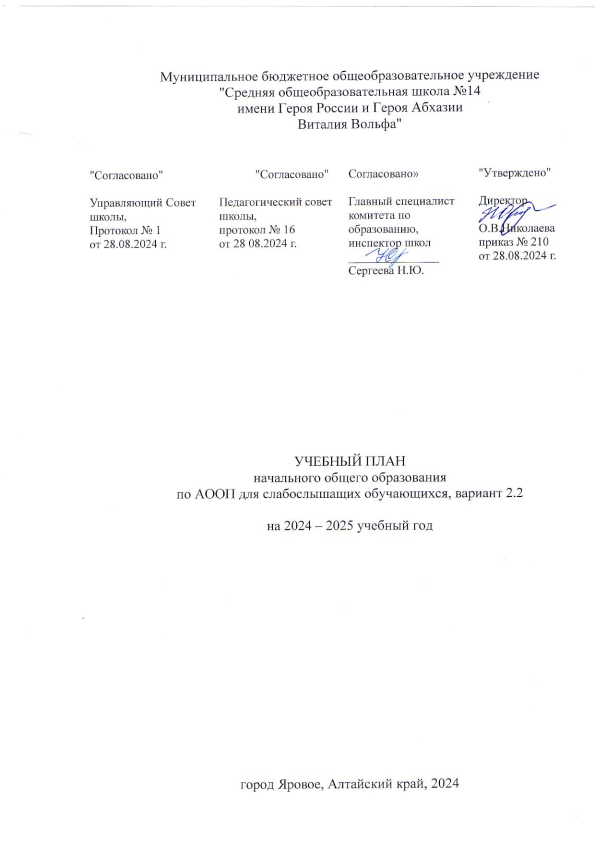 Муниципальное бюджетное общеобразовательное учреждение
"Средняя общеобразовательная школа №14
имени Героя России и Героя Абхазии
Виталия Вольфа"
"Согласовано"
Управляющий Совет
школы,
Протокол № 1
от 28.08.2024 г.
"Согласовано"
Педагогический совет
школы,
протокол № 16
от 28 08.2024 г.
Согласовано»
Главный специалист
комитета по
образованию,
инспектор школ
Сергеева Н.Ю.
"Утверждено"
Директор
О.В.Николаева
приказ № 210
от 28.08.2024 г.
УЧЕБНЫЙ ПЛАН
начального общего образования
по АООП для слабослышащих обучающихся, вариант 2.2
на 2024 – 2025 учебный год
город Яровое, Алтайский край, 2024